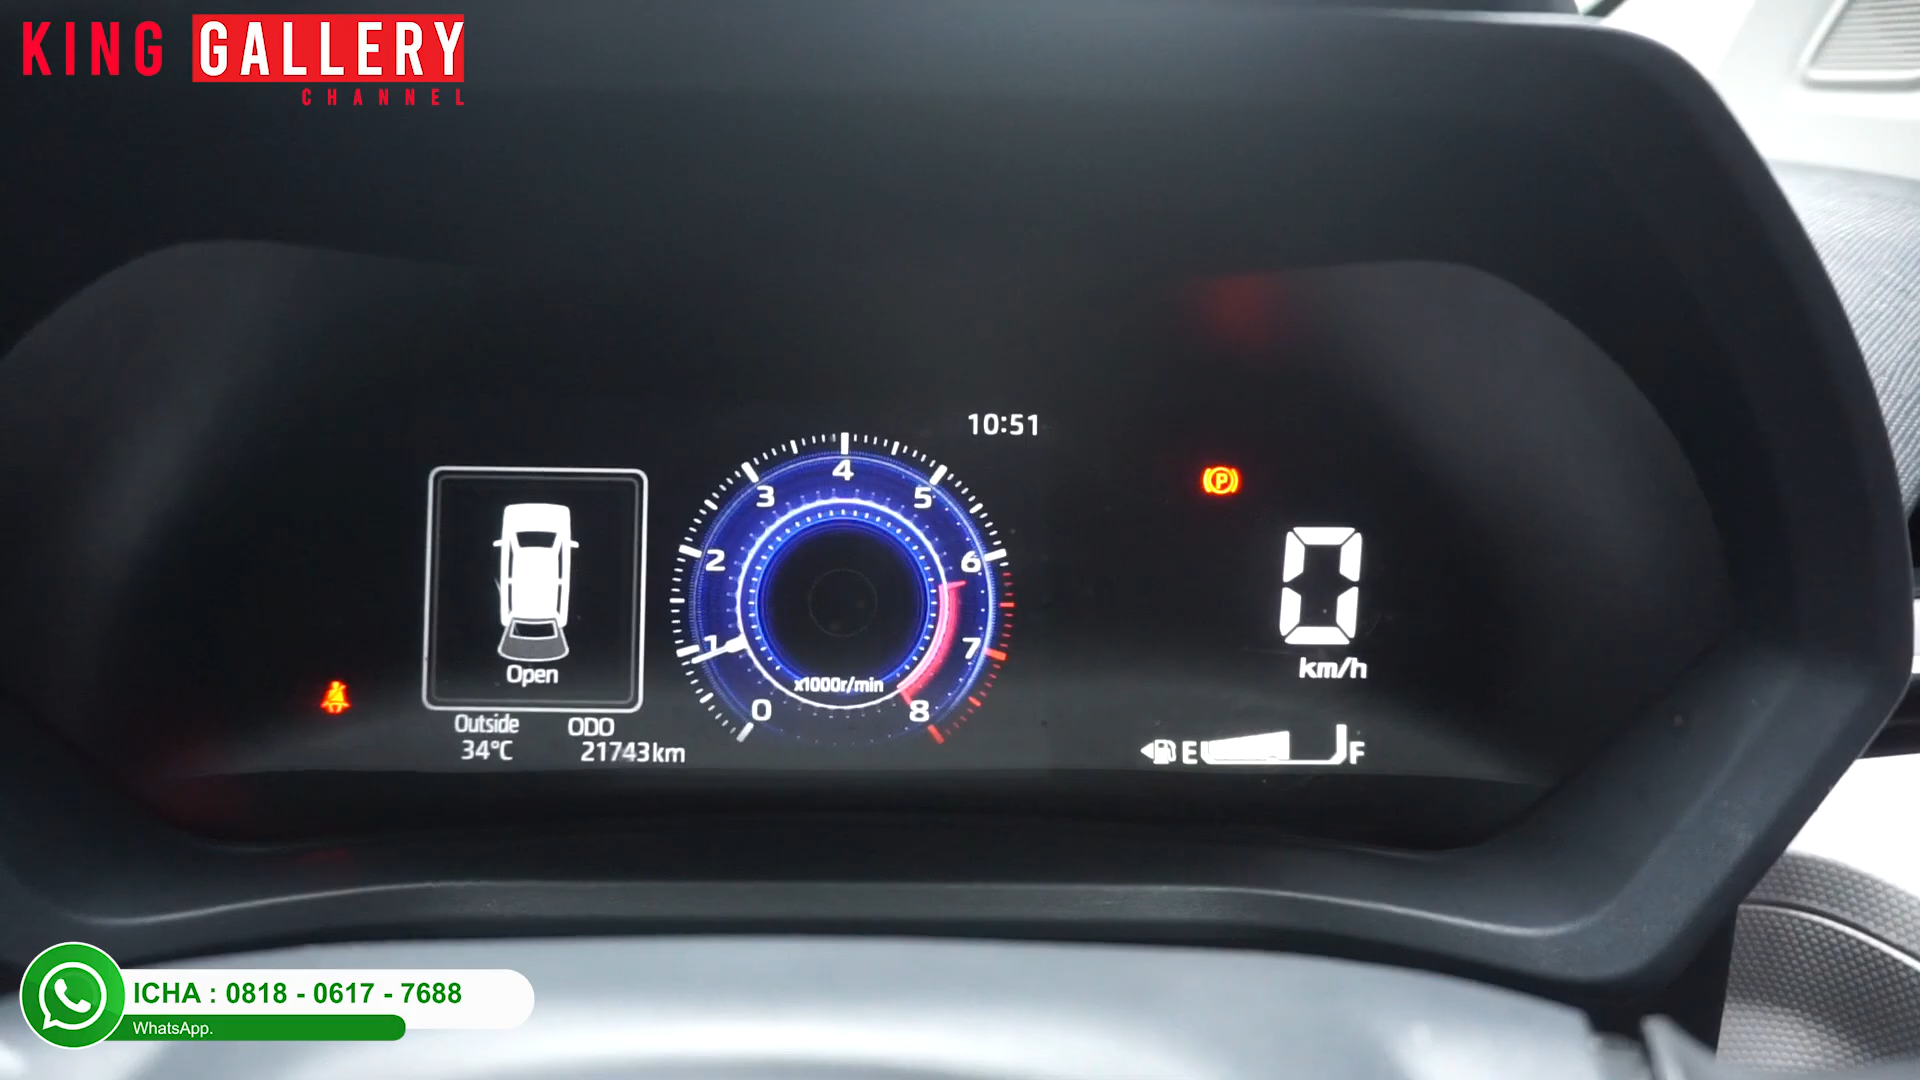 KING GALLERY
CHANNEL
10:51
4
3
5
2
6
1
7
0
8
x1000r/min
P
Open
Outside
34°C
ODO
21743km
0
km/h
E
F
ICHA : 0818 - 0617 - 7688
WhatsApp.